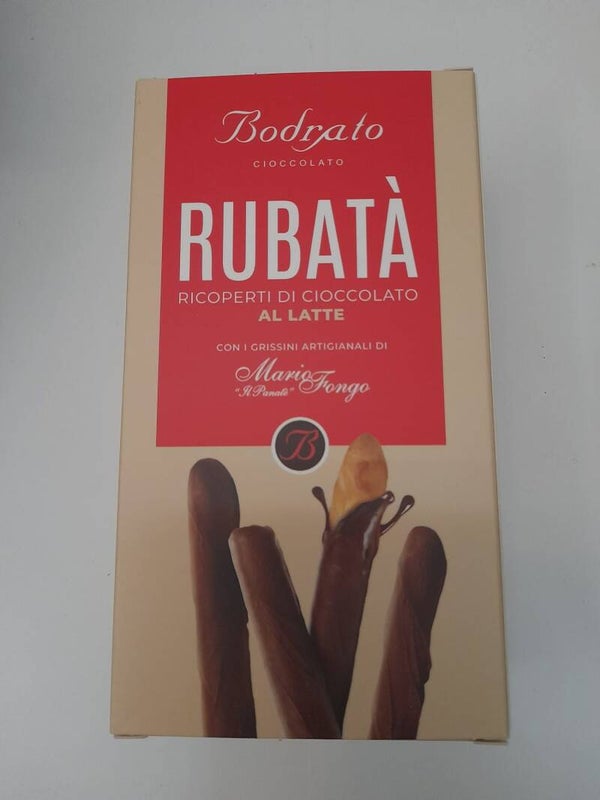 Bodrato
CIOCCOLATO
RUBATÀ
RICOPERTI DI CIOCCOLATO
AL LATTE
CON I GRISSINI ARTIGIANALI DI
Mario Fongo
"Il Panatè"
B